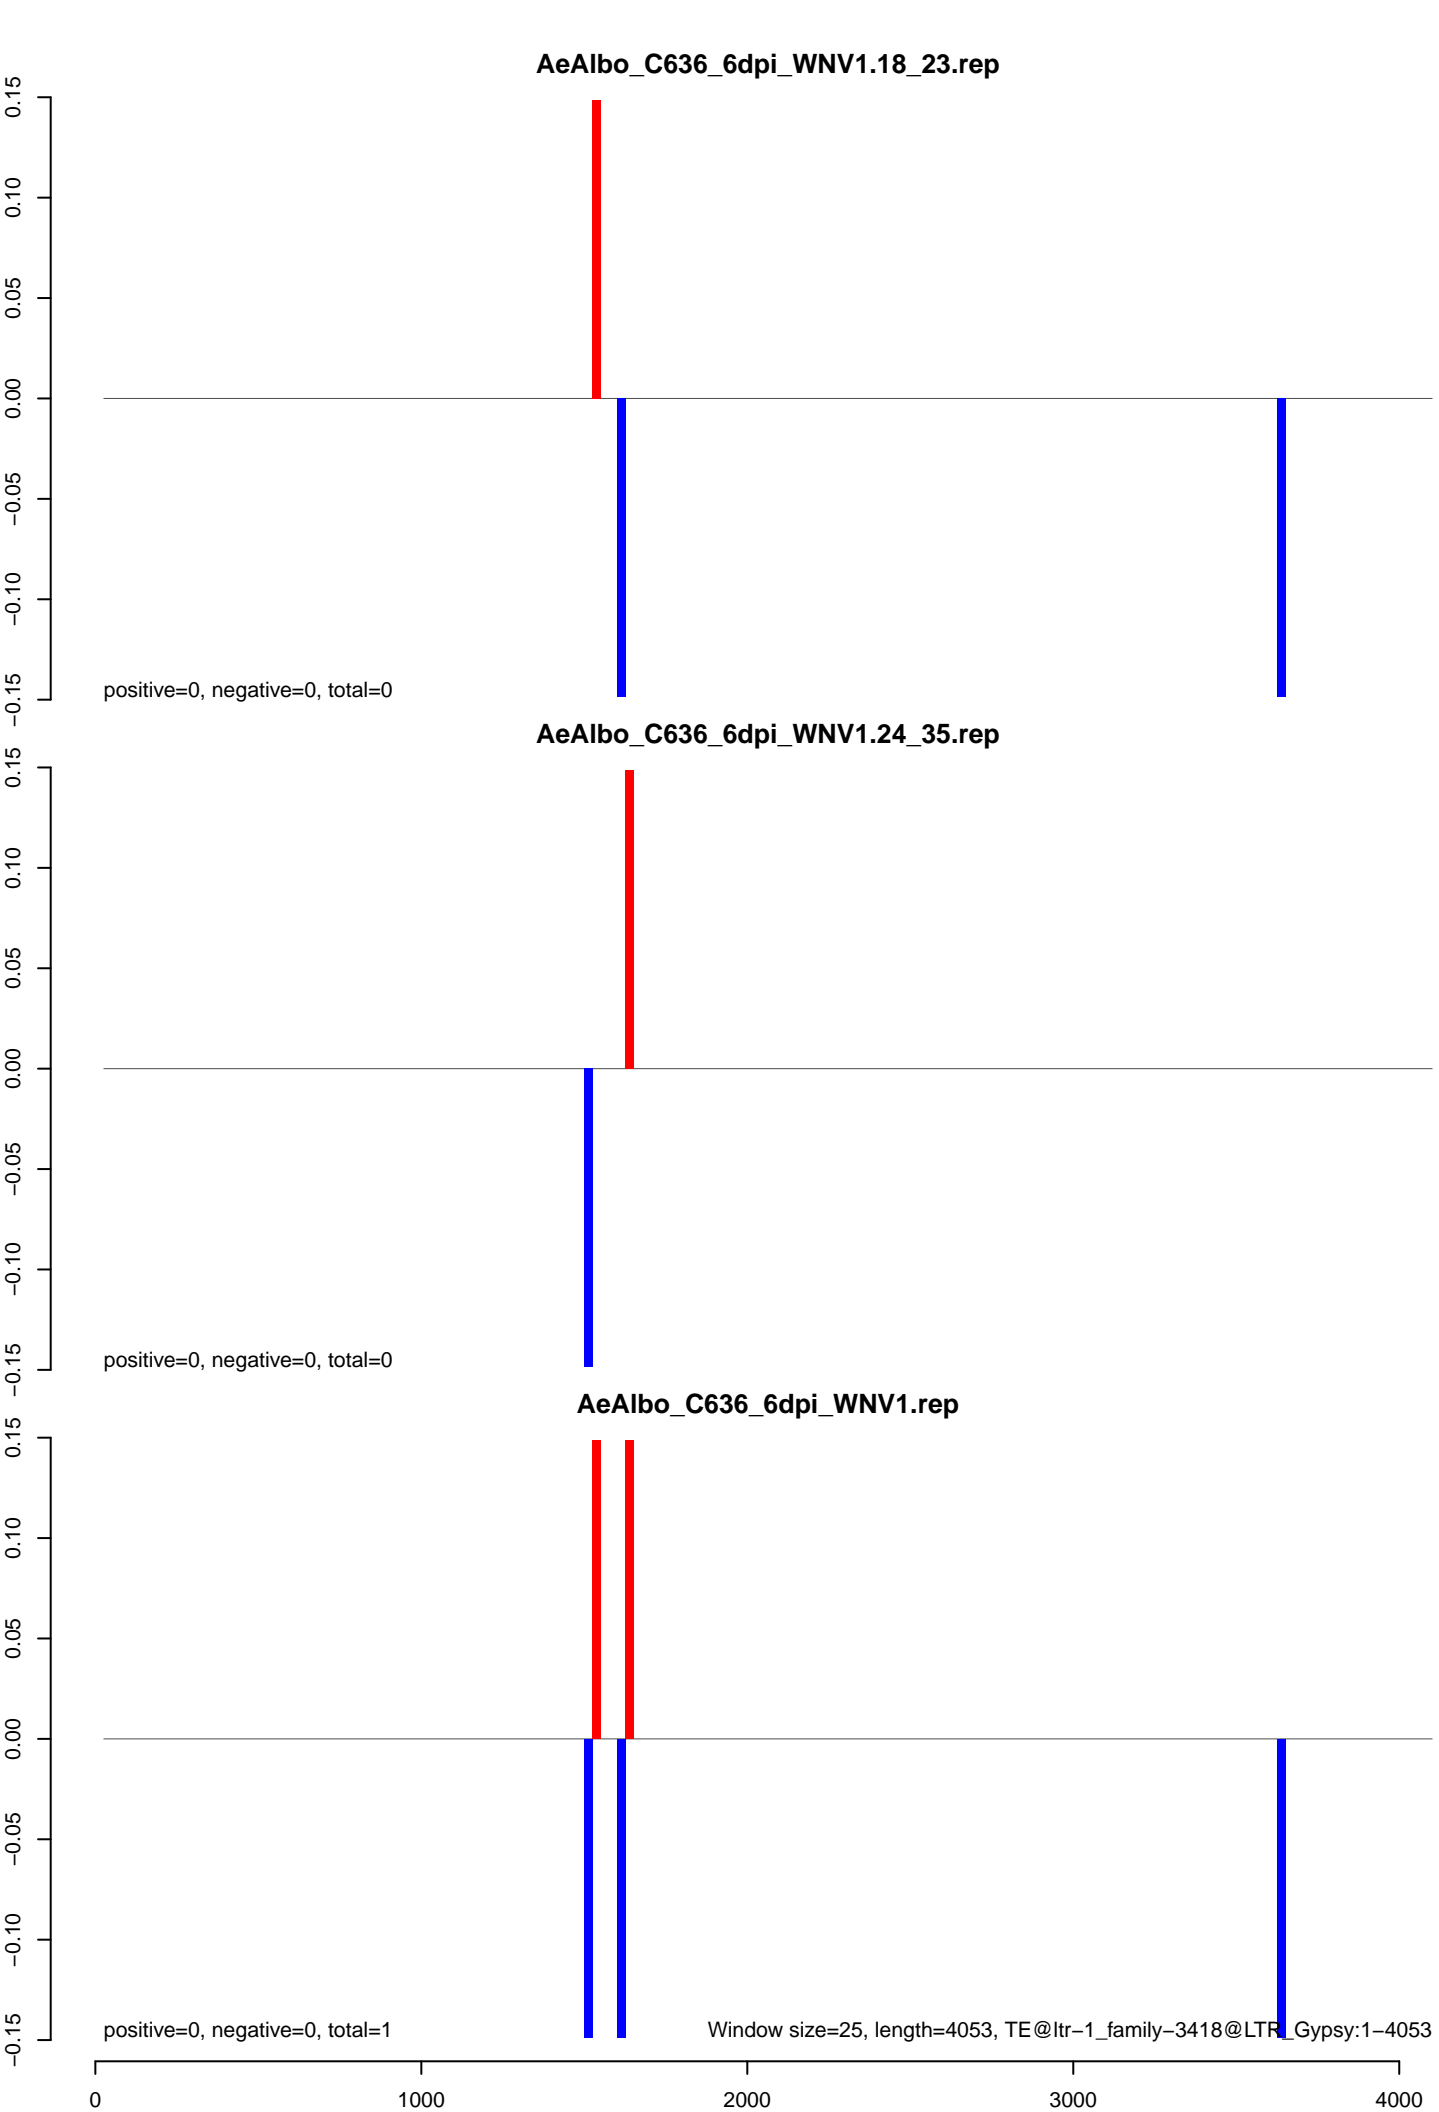 AeAlbo_C636_6dpi_WNV1.18_23.rep
0.15
0.10
0.05
0.00
−0.05
−0.10
−0.15
positive=0, negative=0, total=0
AeAlbo_C636_6dpi_WNV1.24_35.rep
0.15
0.10
0.05
0.00
−0.05
−0.10
−0.15
positive=0, negative=0, total=0
AeAlbo_C636_6dpi_WNV1.rep
0.15
0.10
0.05
0.00
−0.05
−0.10
−0.15
positive=0, negative=0, total=1
Window size=25, length=4053, TE@ltr−1_family−3418@LTR_Gypsy:1−4053
0 1000 2000 3000 4000